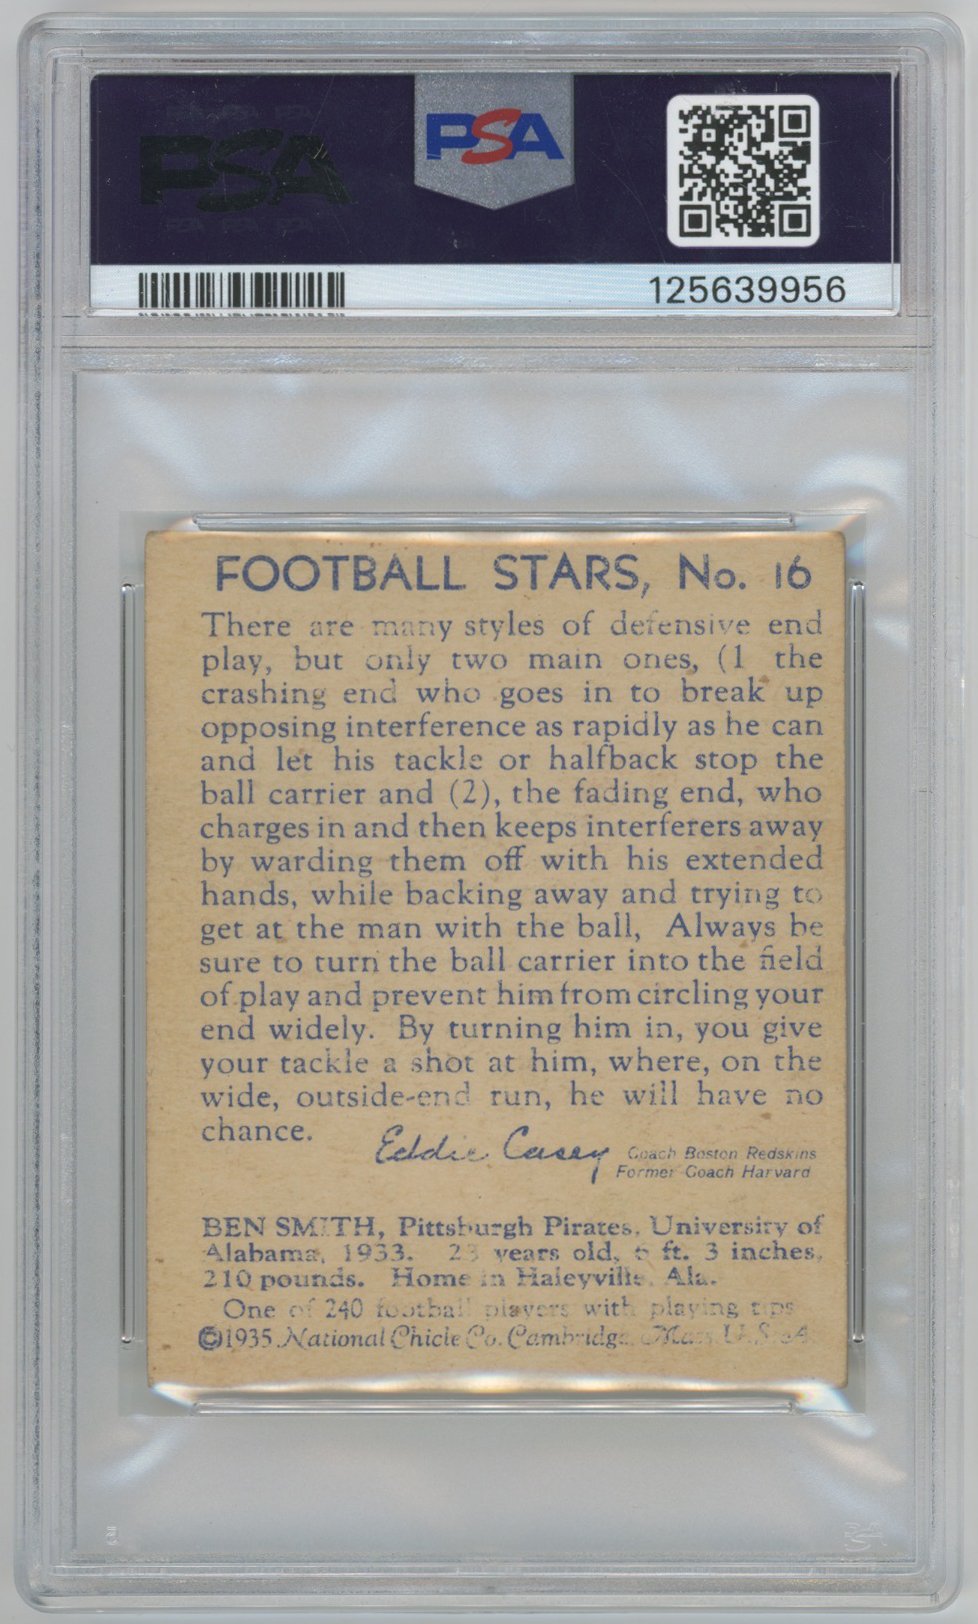 PSA
PSA
125639956
FOOTBALL STARS, No. 16
There are many styles of defensive end
play, but only two main ones, (1 the
crashing end who goes in to break up
opposing interference as rapidly as he can
and let his tackle or halfback stop the
ball carrier and (2), the fading end, who
charges in and then keeps interferers away
by warding them off with his extended
hands, while backing away and trying to
get at the man with the ball, Always be
sure to turn the ball carrier into the field
of play and prevent him from circling your
end widely. By turning him in, you give
your tackle a shot at him, where, on the
wide, outside-end run, he will have no
chance.
Eddie Casey
Coach Boston Redskins
Former Coach Harvard
BEN SMITH, Pittsburgh Pirates, University of
Alabama, 1933. 23 years old, 6 ft. 3 inches,
210 pounds. Home in Haleyville, Ala.
One of 240 football players with playing tips
©1935 National Chicle Co. Cambridge, Mass. U.S.A